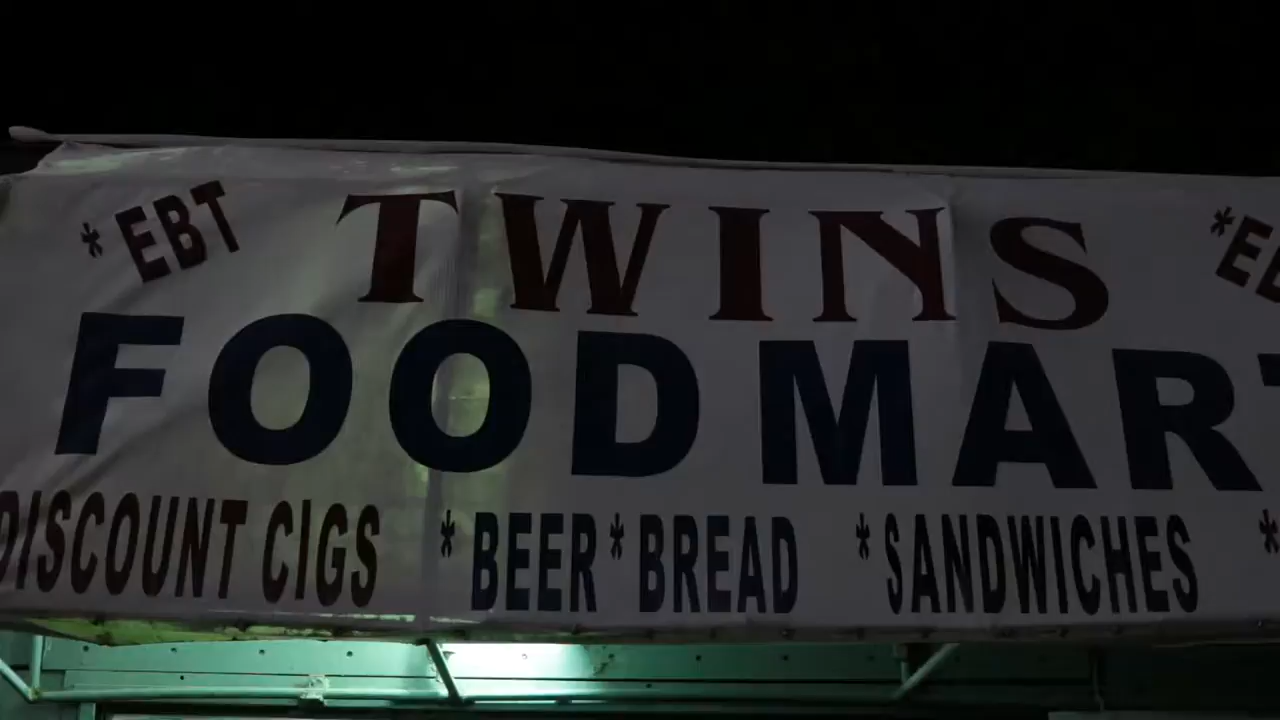 *EBT TWINS *EB
FOOD MART
DISCOUNT CIGS *BEER*BREAD *SANDWICHES *